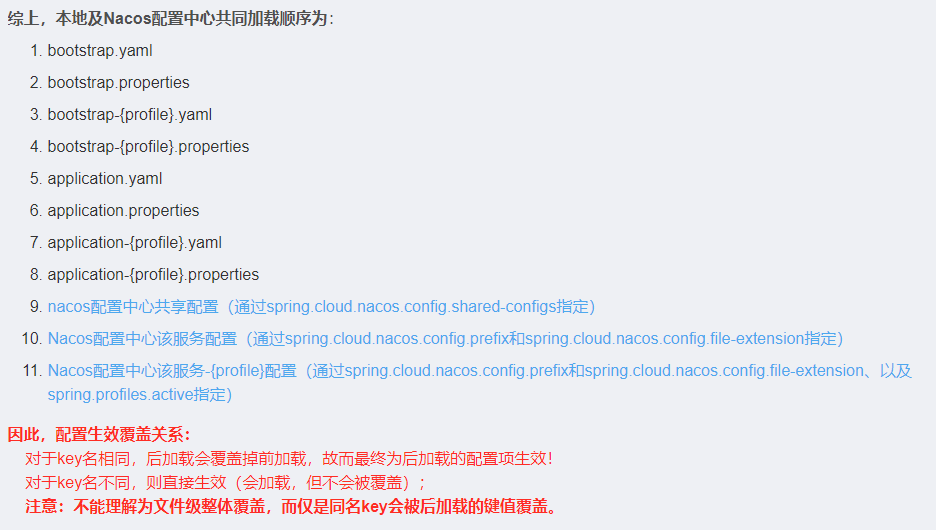 综上，本地及Nacos配置中心共同加载顺序为：
1. bootstrap.yaml
2. bootstrap.properties
3. bootstrap-{profile}.yaml
4. bootstrap-{profile}.properties
5. application.yaml
6. application.properties
7. application-{profile}.yaml
8. application-{profile}.properties
9. nacos配置中心共享配置（通过spring.cloud.nacos.config.shared-configs指定）
10. Nacos配置中心该服务配置（通过spring.cloud.nacos.config.prefix和spring.cloud.nacos.config.file-extension指定）
11. Nacos配置中心该服务-{profile}配置（通过spring.cloud.nacos.config.prefix和spring.cloud.nacos.config.file-extension、以及
spring.profiles.active指定）
因此，配置生效覆盖关系：
对于key名相同，后加载会覆盖掉前加载，故而最终为后加载的配置项生效！
对于key名不同，则直接生效（会加载，但不会被覆盖）；
注意：不能理解为文件级整体覆盖，而仅是同名key会被后加载的键值覆盖。